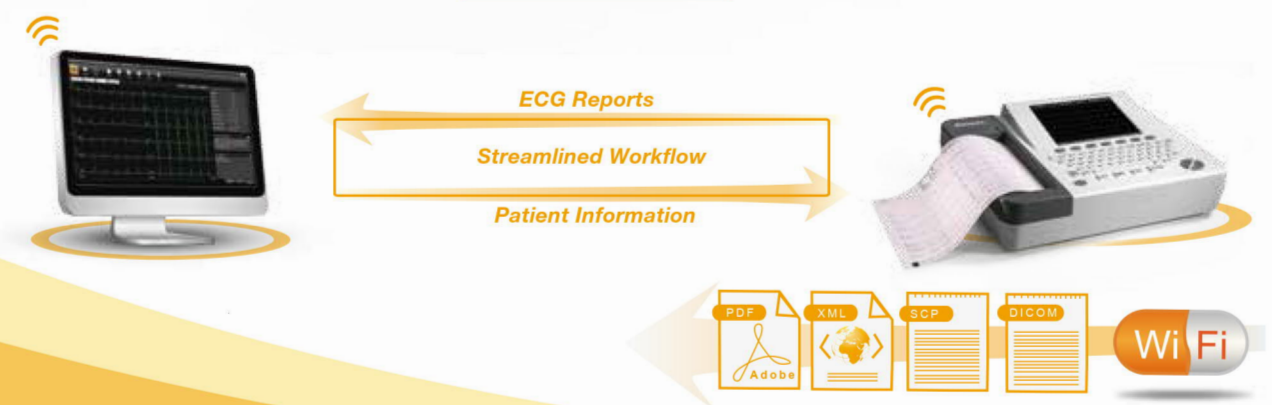 ECG Reports
Streamlined Workflow
Patient Information
PDF
XML
SCP
DICOM
Adobe
Wi Fi